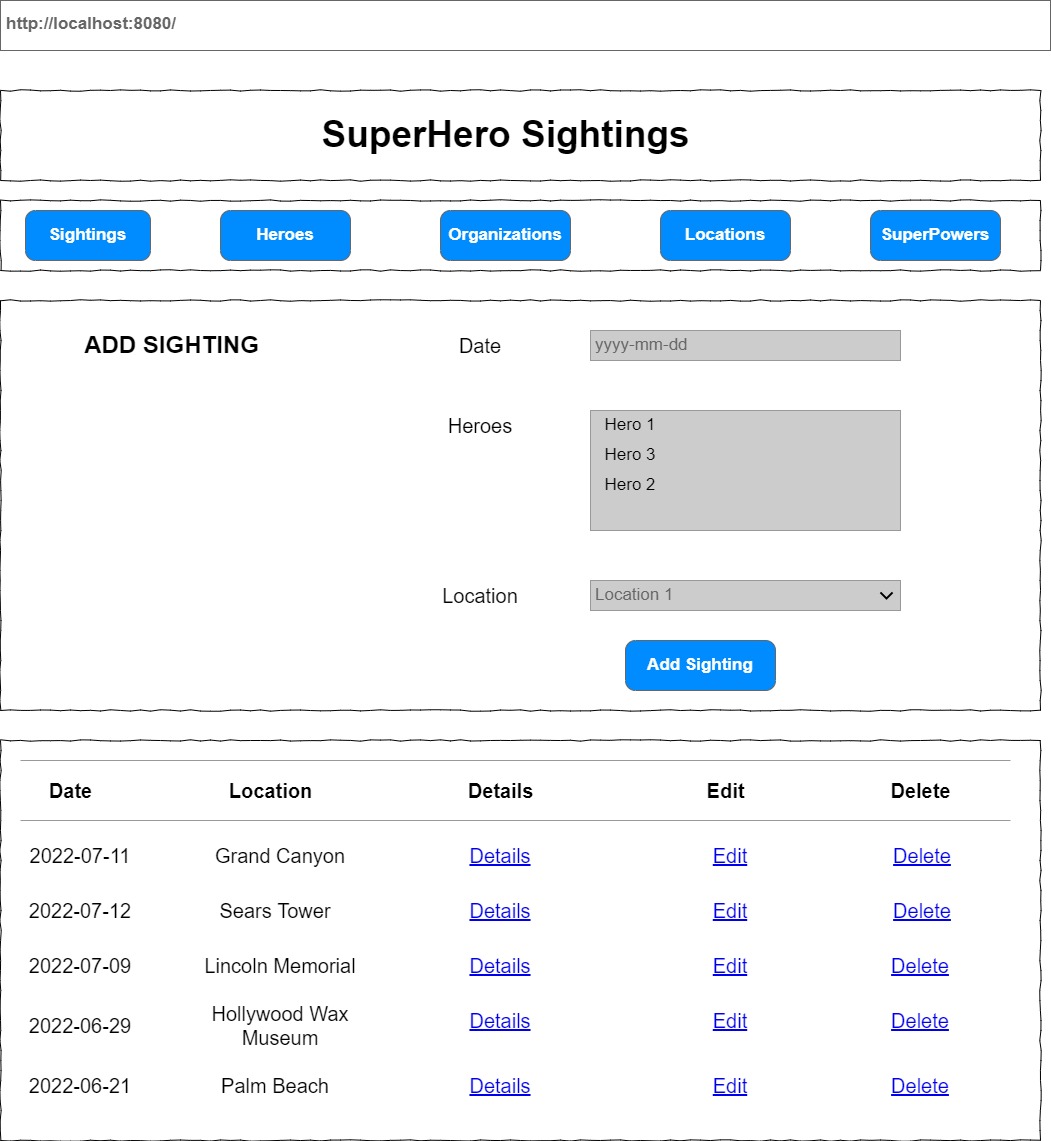 http://localhost:8080/
SuperHero Sightings
Sightings Heroes Organizations Locations SuperPowers
ADD SIGHTING
Date yyyy-mm-dd
Heroes
Hero 1
Hero 3
Hero 2
Location Location 1
Add Sighting
Date Location Details Edit Delete
2022-07-11 Grand Canyon Details Edit Delete
2022-07-12 Sears Tower Details Edit Delete
2022-07-09 Lincoln Memorial Details Edit Delete
2022-06-29 Hollywood Wax Details Edit Delete
Museum
2022-06-21 Palm Beach Details Edit Delete